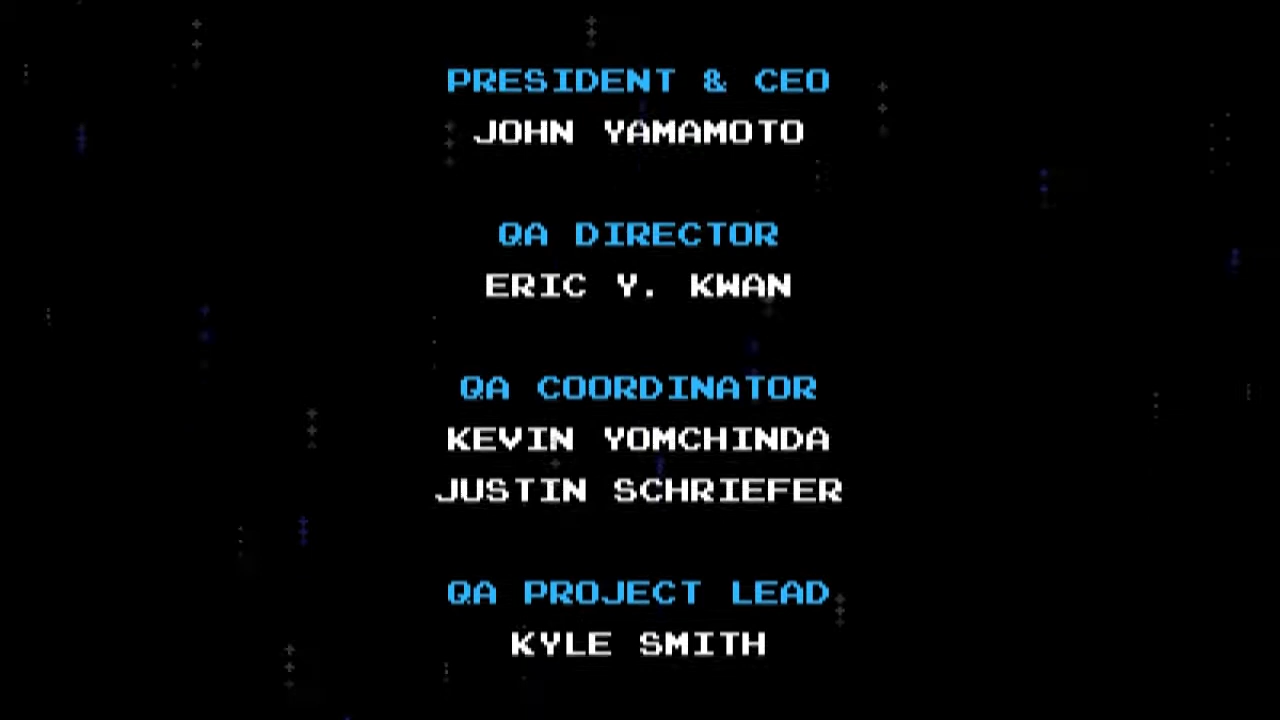 PRESIDENT & CEO
JOHN YAMAMOTO
QA DIRECTOR
ERIC Y. KWAN
QA COORDINATOR
KEVIN YOMCHINDA
JUSTIN SCHRIEFER
QA PROJECT LEAD
KYLE SMITH